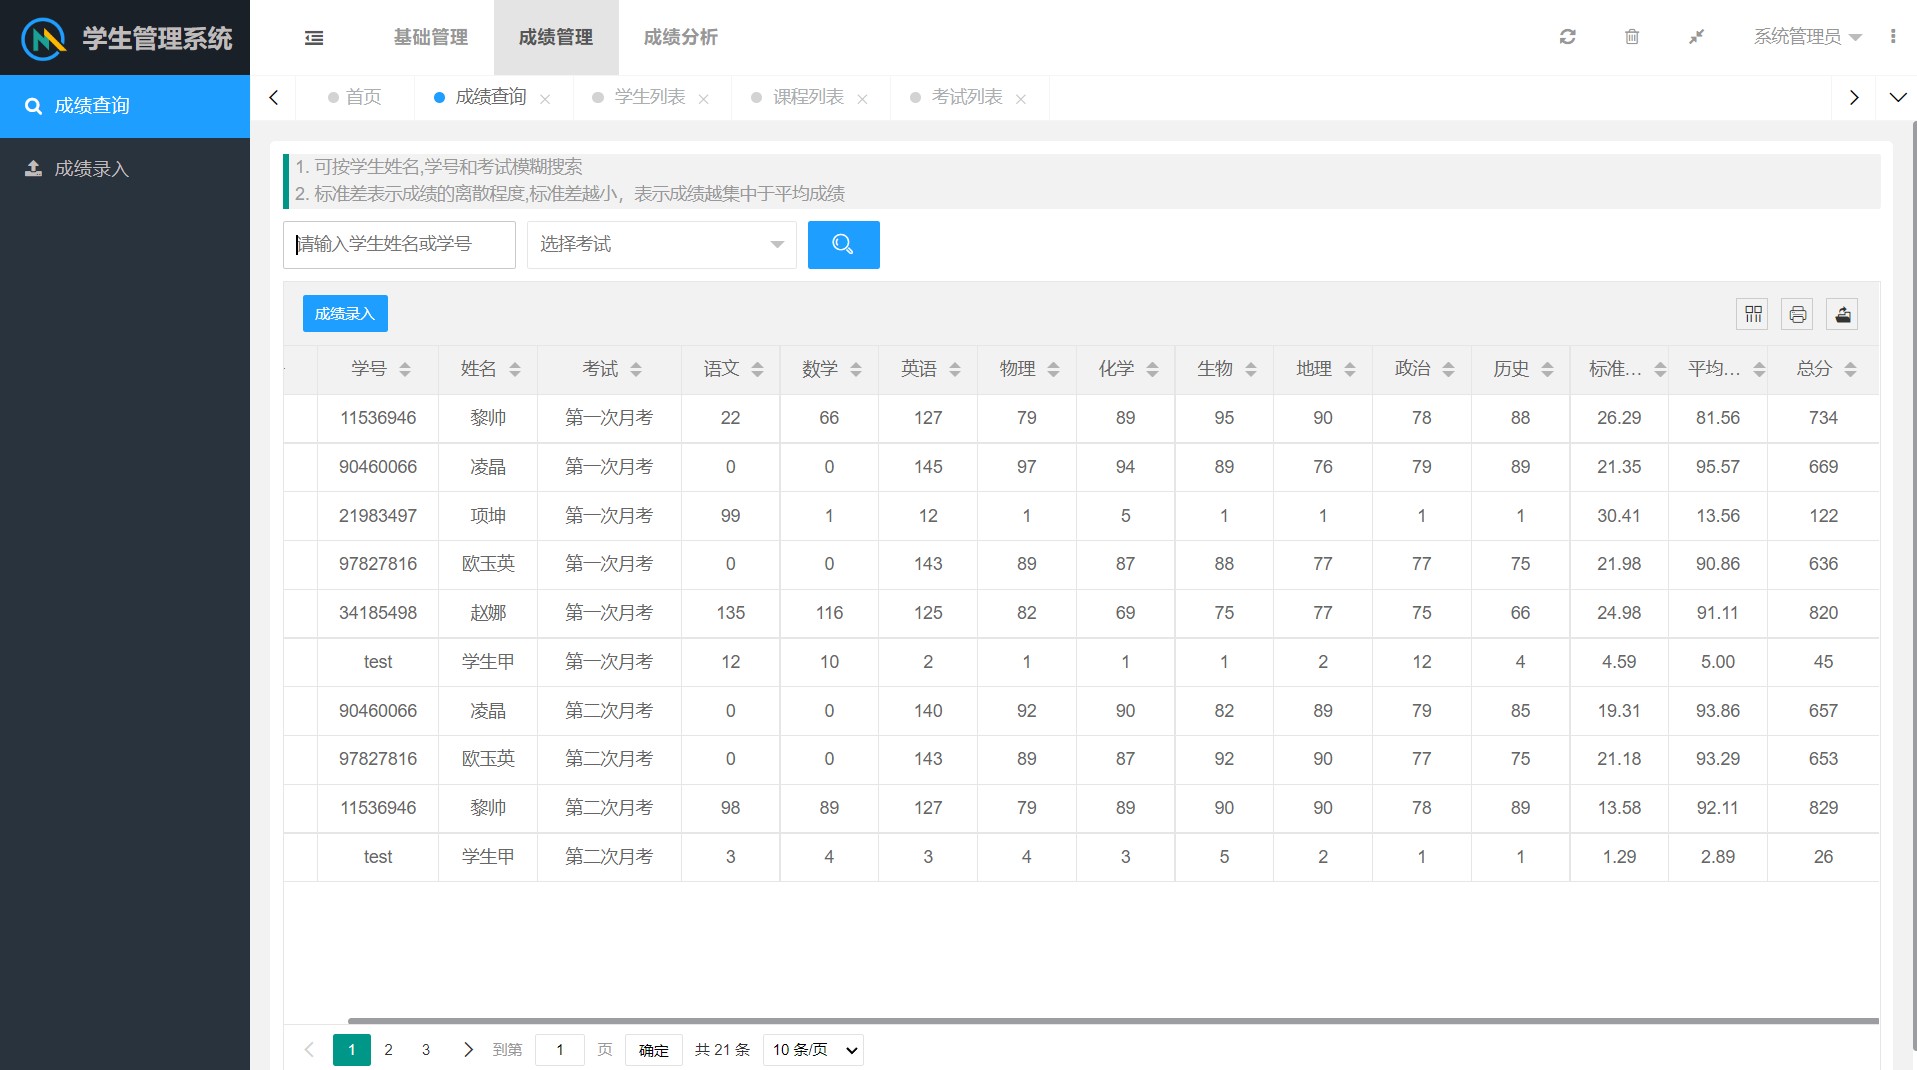 学生管理系统
基础管理 成绩管理 成绩分析 系统管理员
成绩查询
成绩录入
首页 成绩查询 学生列表 课程列表 考试列表
1. 可按学生姓名,学号和考试模糊搜索
2. 标准差表示成绩的离散程度,标准差越小，表示成绩越集中于平均成绩
请输入学生姓名或学号 选择考试
成绩录入
学号 姓名 考试 语文 数学 英语 物理 化学 生物 地理 政治 历史 标准... 平均... 总分
11536946 黎帅 第一次月考 22 66 127 79 89 95 90 78 88 26.29 81.56 734
90460066 凌晶 第一次月考 0 0 145 97 94 89 76 79 89 21.35 95.57 669
21983497 项坤 第一次月考 99 1 12 1 5 1 1 1 1 30.41 13.56 122
97827816 欧玉英 第一次月考 0 0 143 89 87 88 77 77 75 21.98 90.86 636
34185498 赵娜 第一次月考 135 116 125 82 69 75 77 75 66 24.98 91.11 820
test 学生甲 第一次月考 12 10 2 1 1 1 2 12 4 4.59 5.00 45
90460066 凌晶 第二次月考 0 0 140 92 90 82 89 79 85 19.31 93.86 657
97827816 欧玉英 第二次月考 0 0 143 89 87 92 90 77 75 21.18 93.29 653
11536946 黎帅 第二次月考 98 89 127 79 89 90 90 78 89 13.58 92.11 829
test 学生甲 第二次月考 3 4 3 4 3 5 2 1 1 1.29 2.89 26
1 2 3 到第 1 页 确定 共 21 条 10 条/页